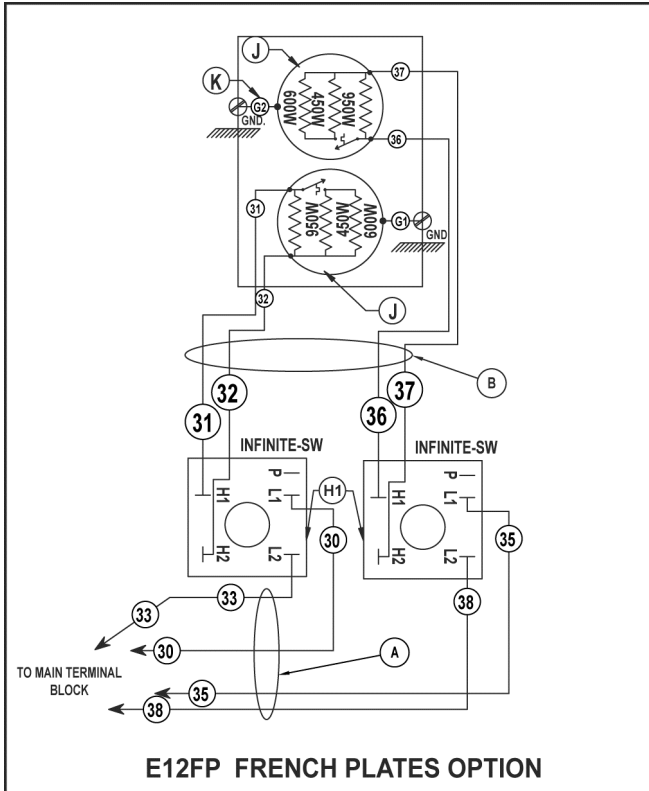 J
K
37
G2
GND.
600W
450W
950W
36
31
950W
450W
600W
G1
GND
32
J
B
31
32
36
37
INFINITE-SW
INFINITE-SW
H1
H2
P
L1
L2
H1
H1
H2
P
L1
L2
30
35
33
33
38
30
A
TO MAIN TERMINAL
BLOCK
35
38
E12FP FRENCH PLATES OPTION